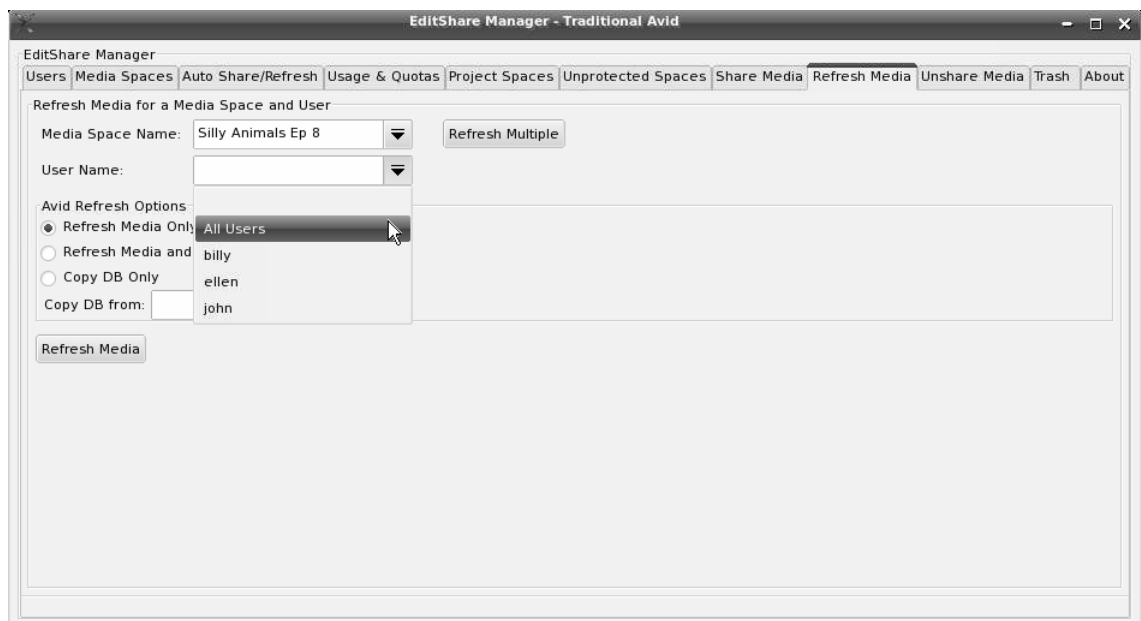 EditShare Manager - Traditional Avid
EditShare Manager
Users Media Spaces Auto Share/Refresh Usage & Quotas Project Spaces Unprotected Spaces Share Media Refresh Media Unshare Media Trash About
Refresh Media for a Media Space and User
Media Space Name: Silly Animals Ep 8 Refresh Multiple
User Name:
Avid Refresh Options
Refresh Media Only All Users
Refresh Media and billy
Copy DB Only ellen
Copy DB from: john
Refresh Media